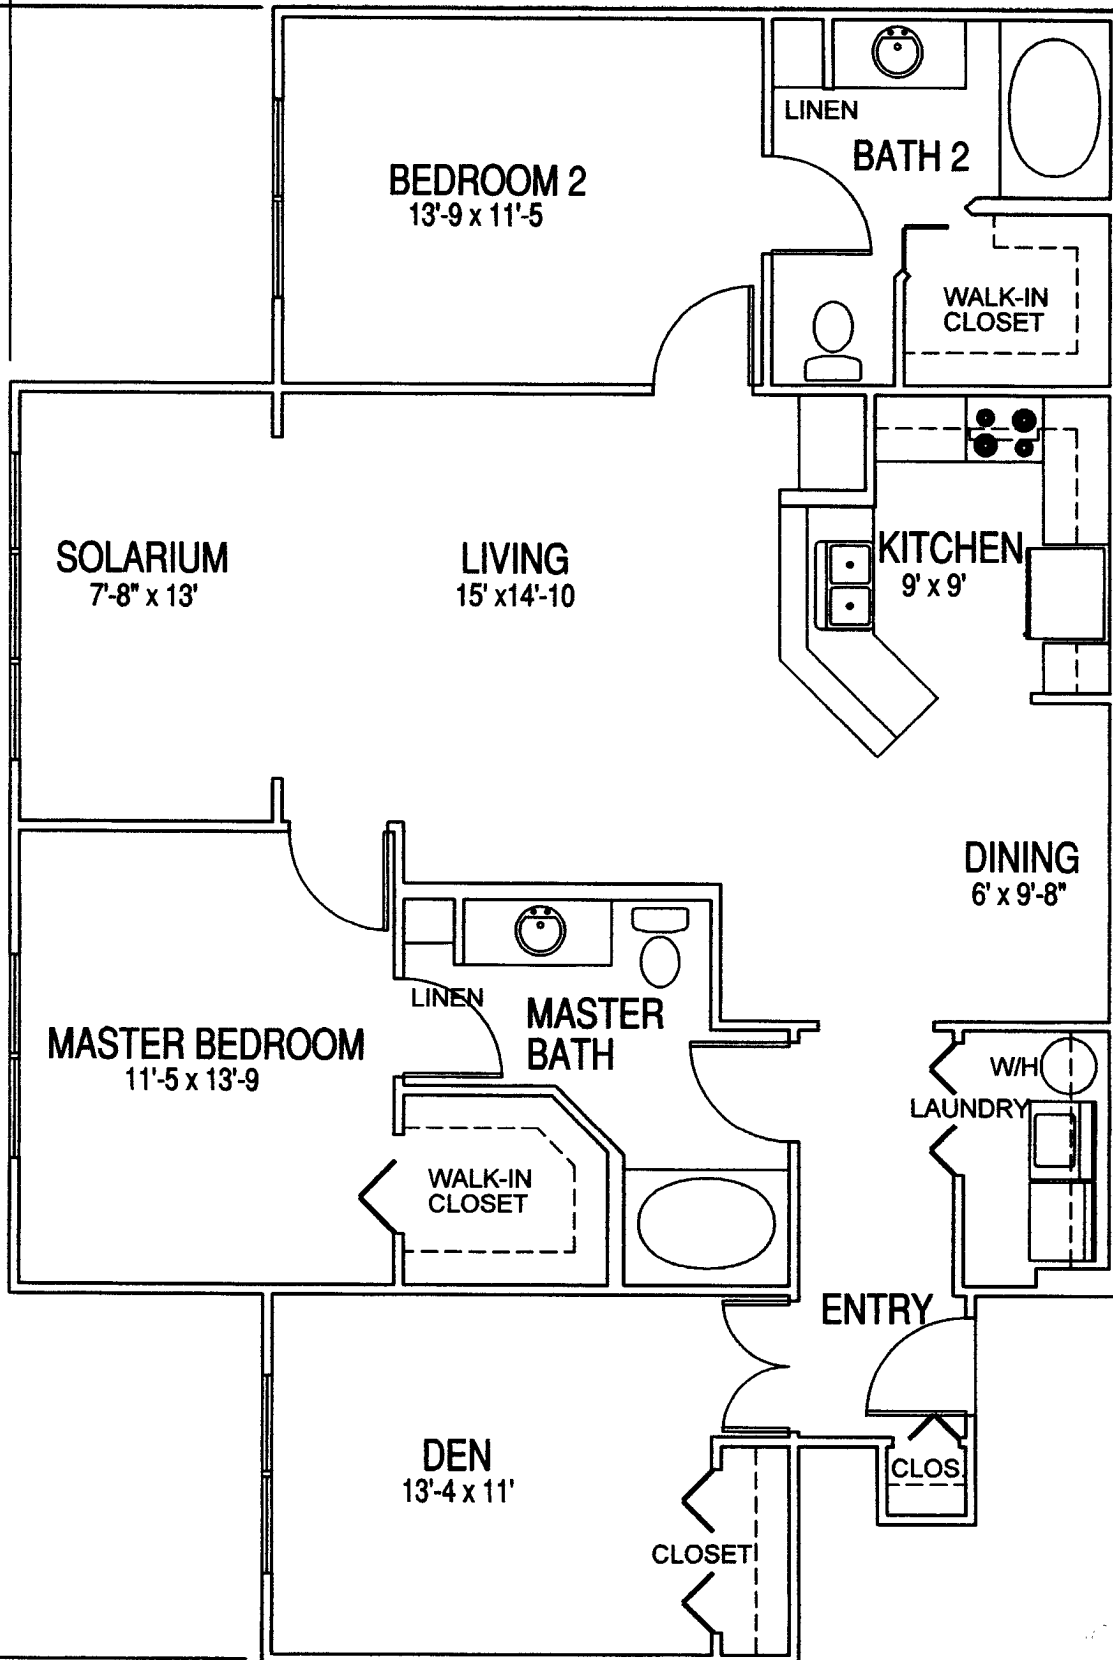 LINEN
BATH 2
BEDROOM 2
13'-9 x 11'-5
WALK-IN
CLOSET
SOLARIUM
7'-8" x 13'
LIVING
15' x14'-10
KITCHEN
9' x 9'
DINING
6' x 9'-8"
LINEN
MASTER
BATH
MASTER BEDROOM
11'-5 x 13'-9
W/H
LAUNDRY
WALK-IN
CLOSET
ENTRY
DEN
13'-4 x 11'
CLOS.
CLOSET